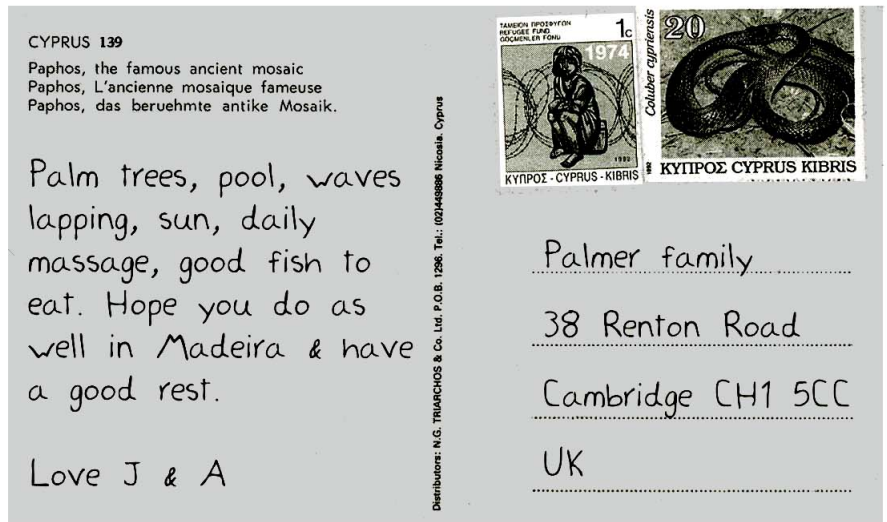 CYPRUS 139
Paphos, the famous ancient mosaic
Paphos, L'ancienne mosaique fameuse
Paphos, das beruehmte antike Mosaik.
Palm trees, pool, waves
lapping, sun, daily
massage, good fish to
eat. Hope you do as
well in Madeira & have
a good rest.
Love J & A
Distributors: N.G. TRIARCHOS & Co. Ltd. P.O.B. 1296. Tel.: (02)449886 Nicosia. Cyprus
ΤΑΜΕΙΟΝ ΠΡΟΣΦΥΓΩΝ
REFUGEE FUND
GÖÇMENLER FONU
1c
1974
1992
ΚΥΠΡΟΣ - CYPRUS - KIBRIS
20
Coluber cypriensis
1992
ΚΥΠΡΟΣ CYPRUS KIBRIS
Palmer family
38 Renton Road
Cambridge CH1 5CC
UK